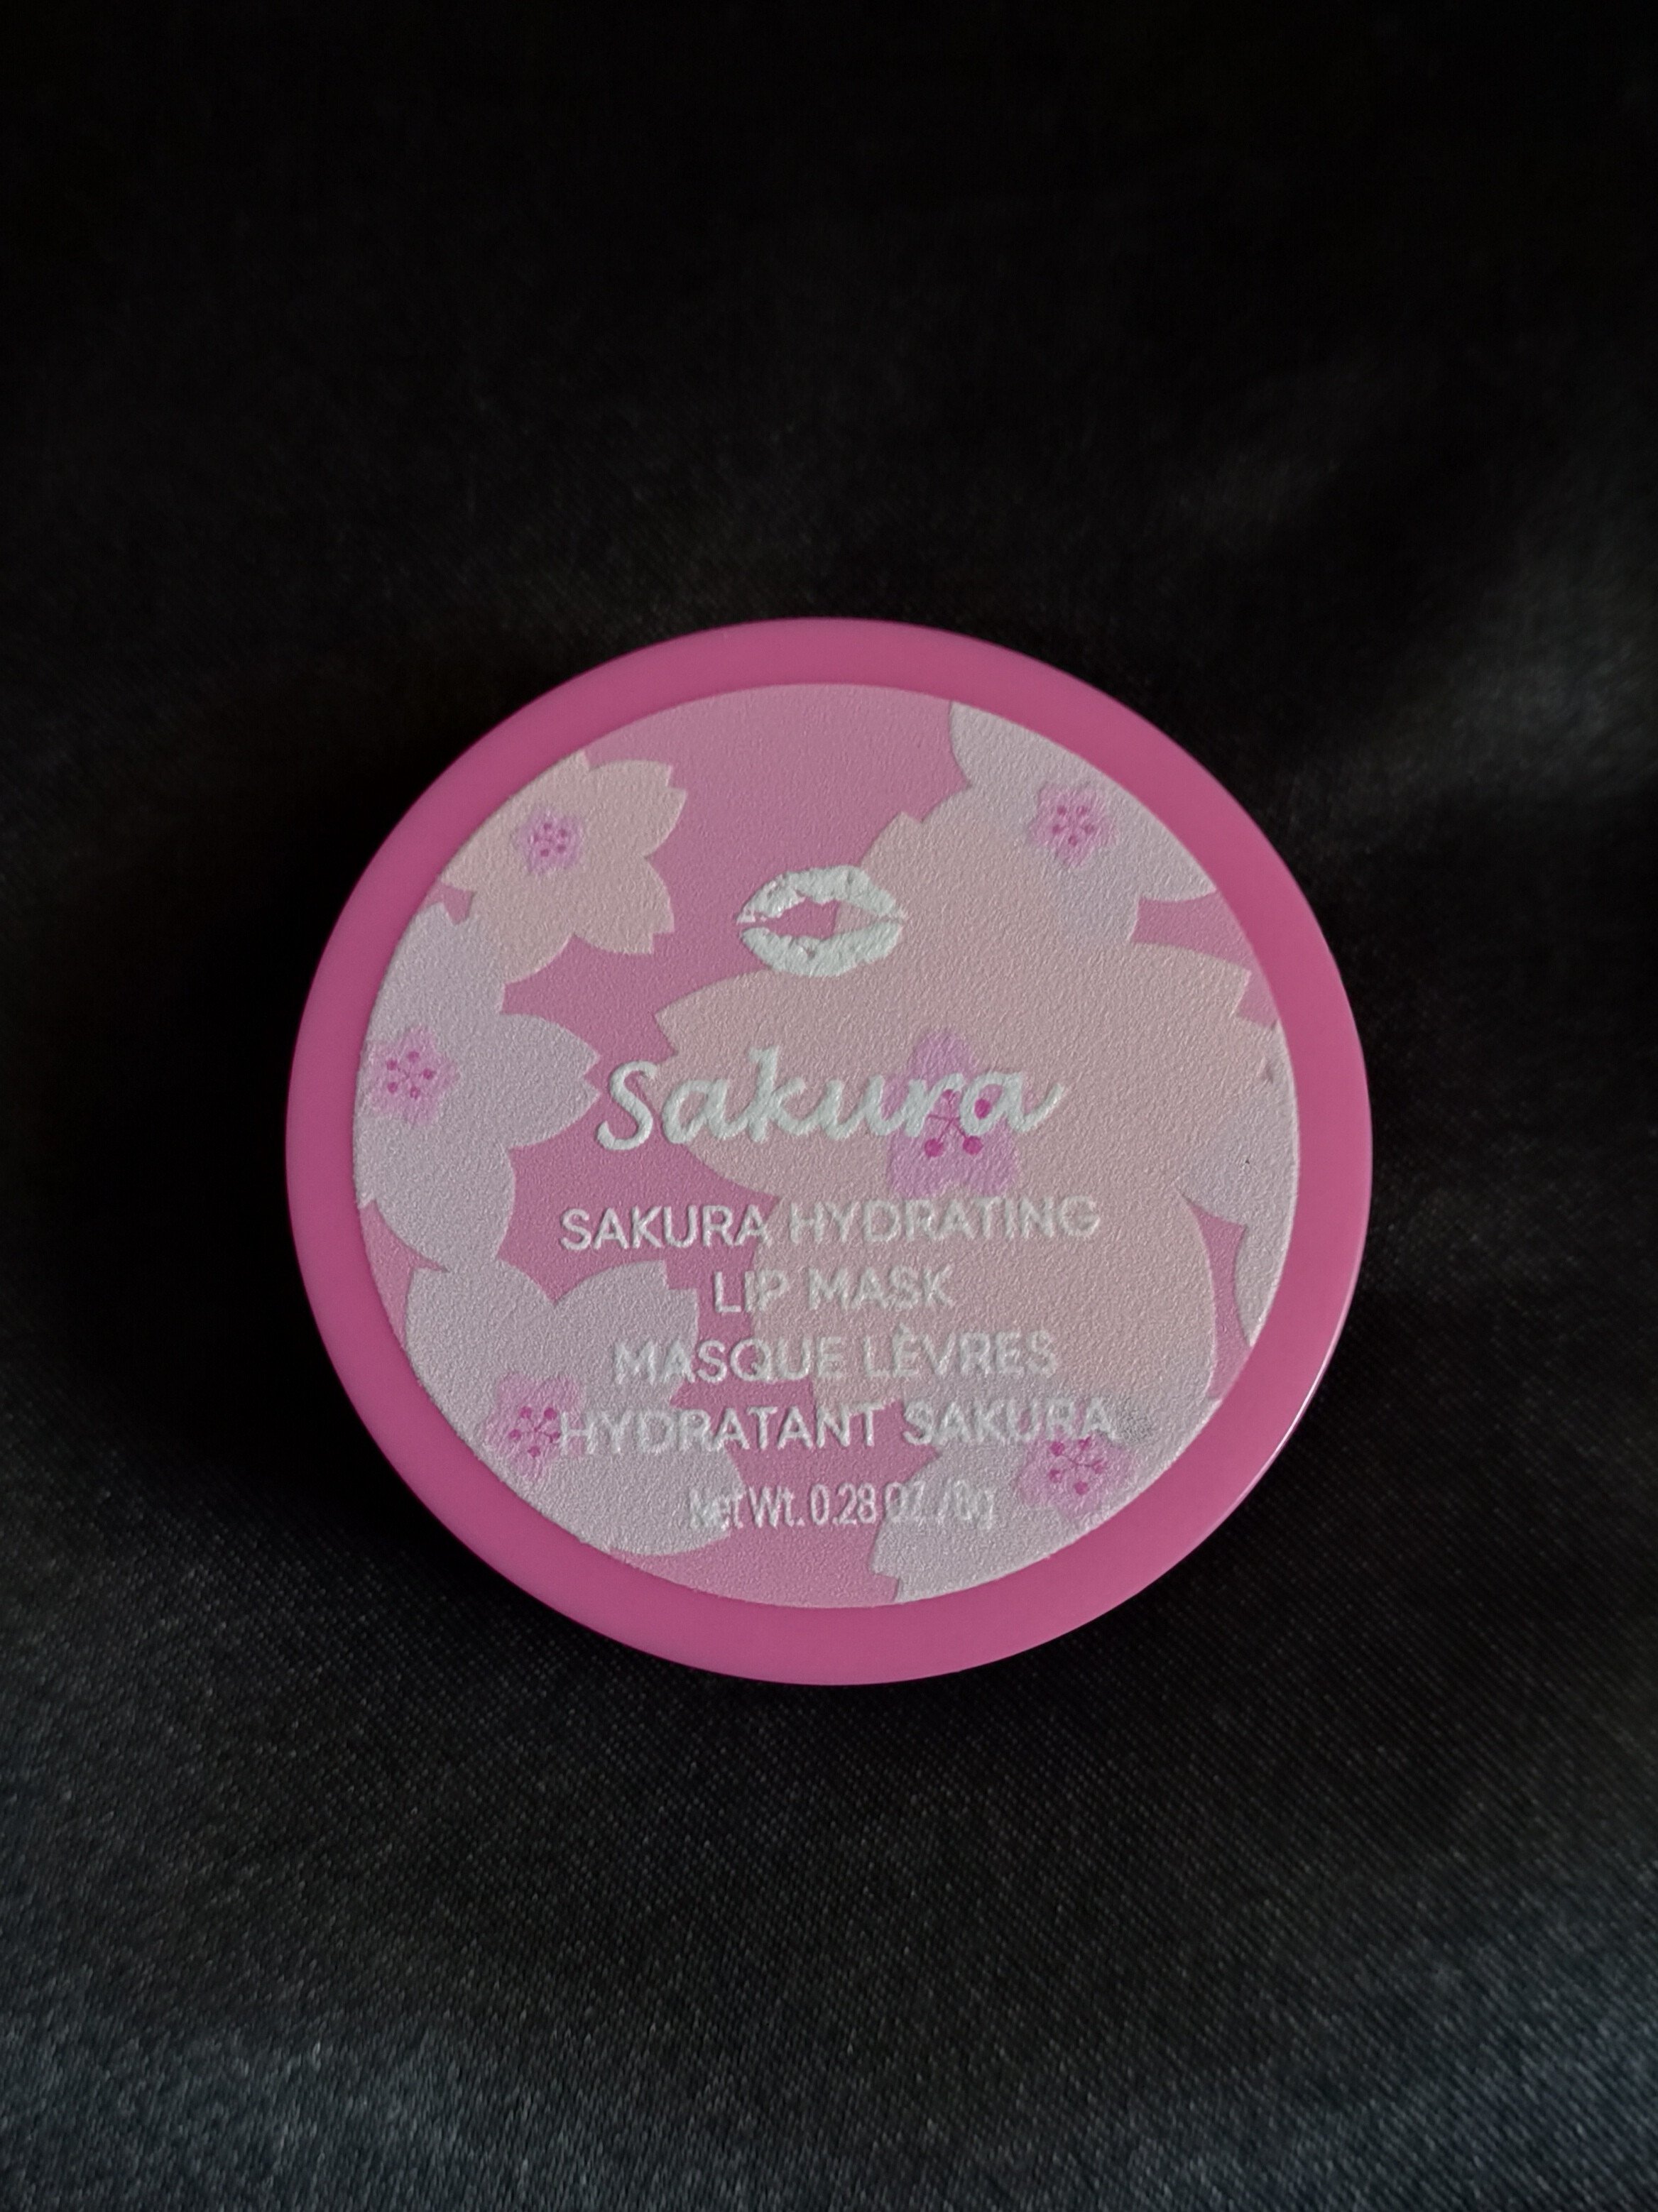 Sakura
SAKURA HYDRATING
LIP MASK
MASQUE LÈVRES
HYDRATANT SAKURA
Net Wt. 0.28 OZ / 8g